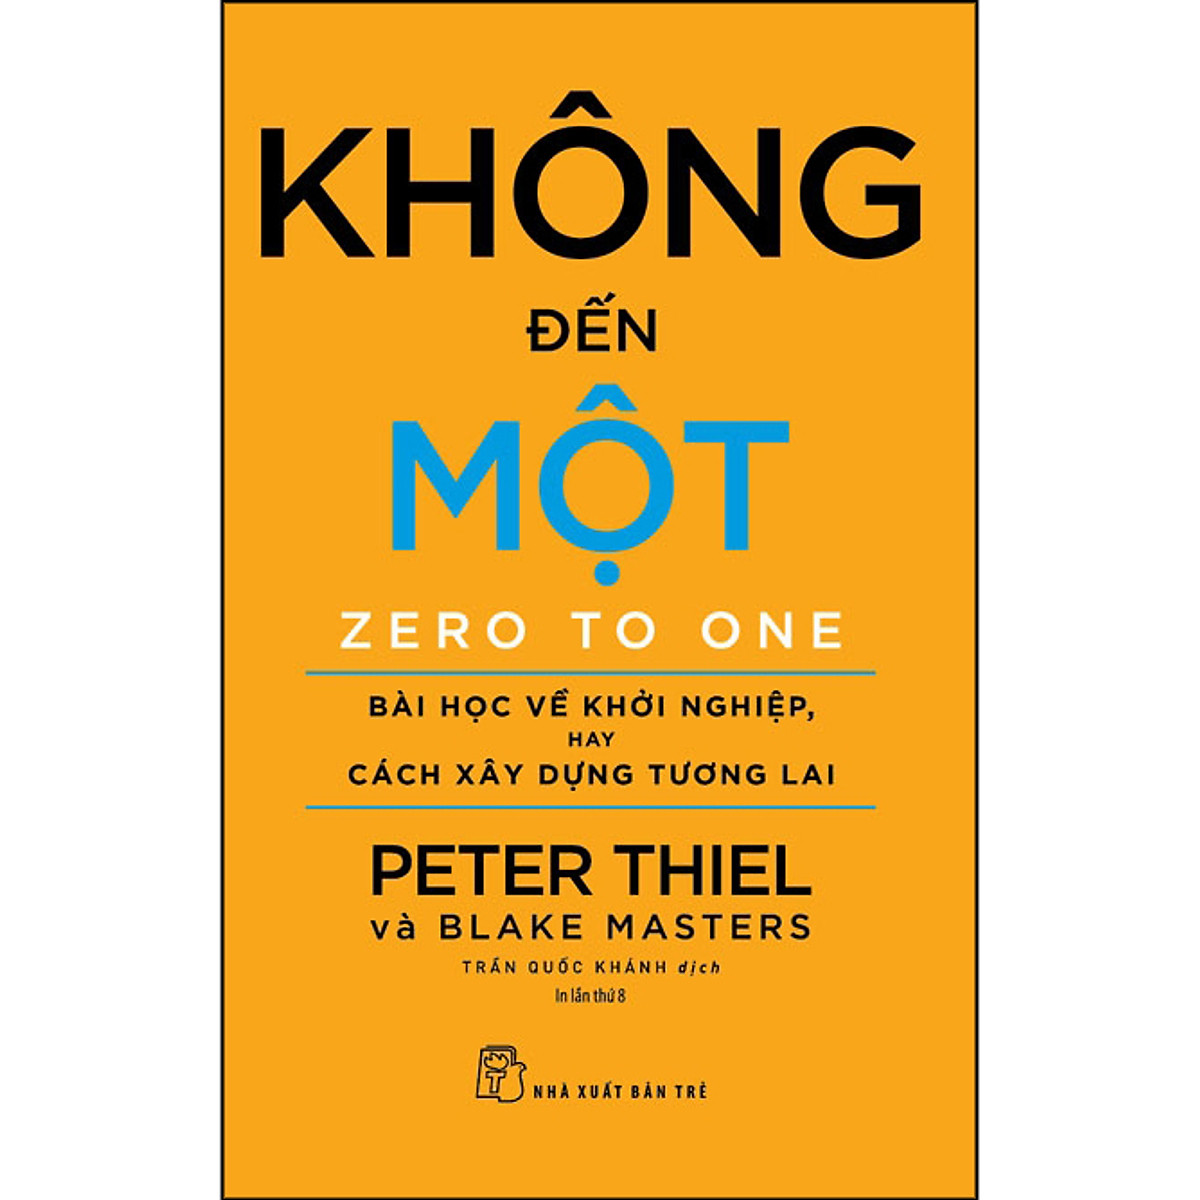 KHÔNG
ĐẾN
MỘT
ZERO TO ONE
BÀI HỌC VỀ KHỞI NGHIỆP,
HAY
CÁCH XÂY DỰNG TƯƠNG LAI
PETER THIEL
và BLAKE MASTERS
TRẦN QUỐC KHÁNH dịch
In lần thứ 8
T
NHÀ XUẤT BẢN TRẺ